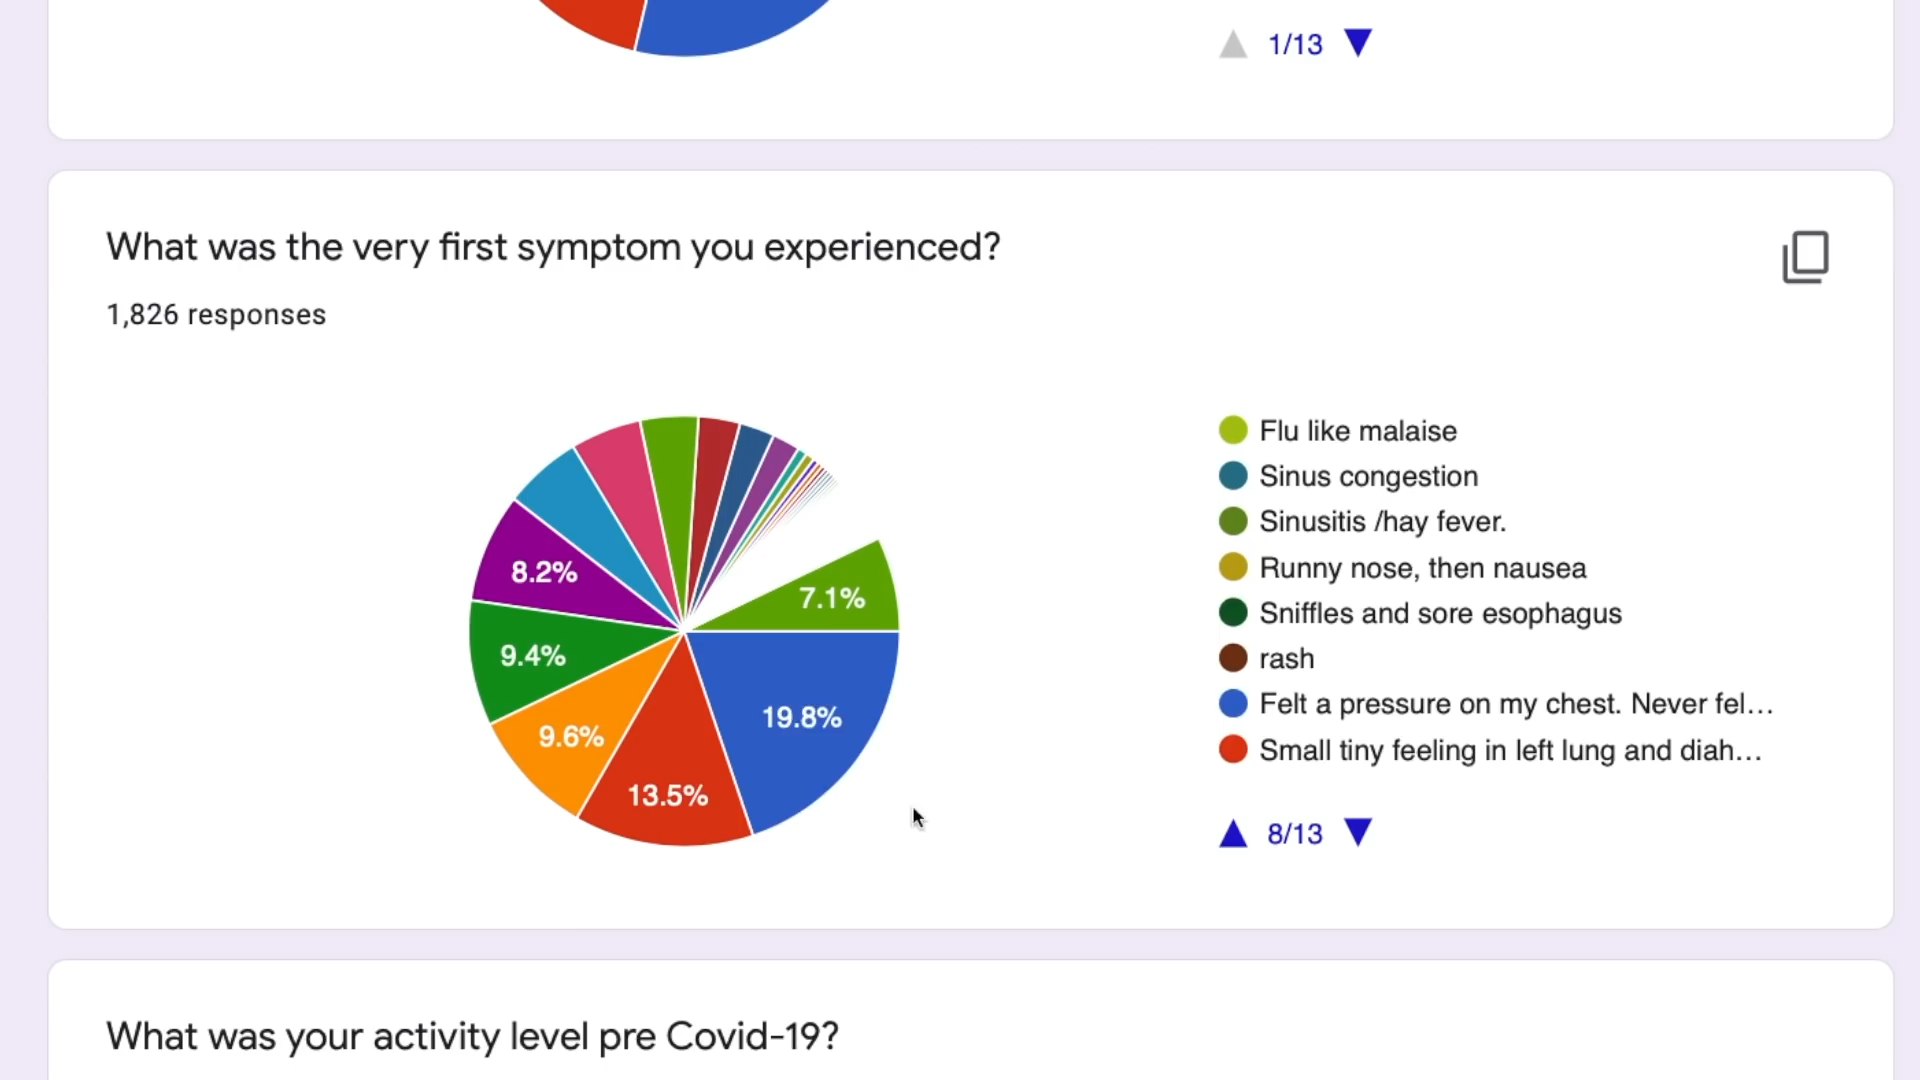 1/13
What was the very first symptom you experienced?
1,826 responses
Flu like malaise
Sinus congestion
Sinusitis /hay fever.
Runny nose, then nausea
Sniffles and sore esophagus
rash
Felt a pressure on my chest. Never fel...
Small tiny feeling in left lung and diah...
8/13
8.2%
7.1%
9.4%
19.8%
9.6%
13.5%
What was your activity level pre Covid-19?